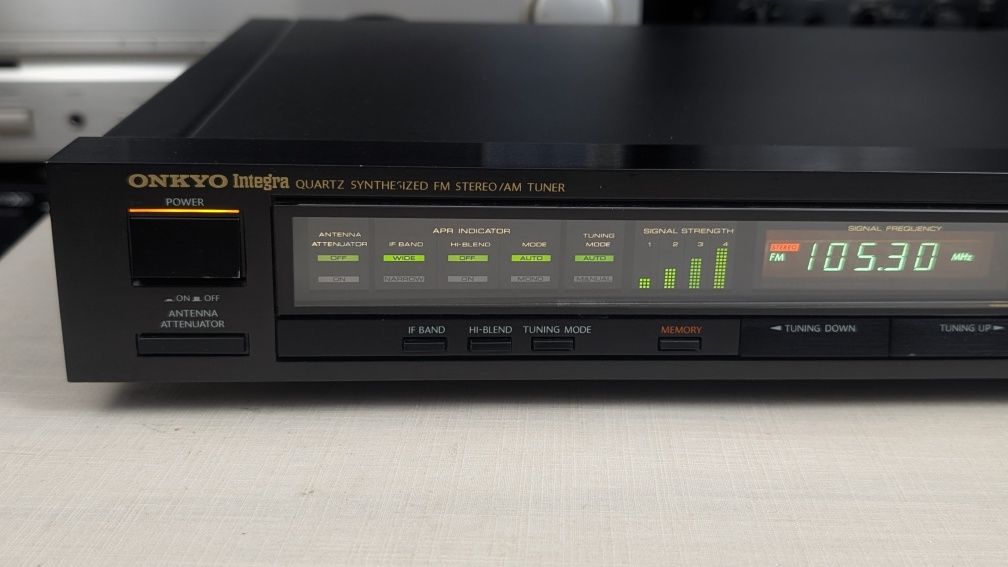 ONKYO Integra QUARTZ SYNTHESIZED FM STEREO/AM TUNER
POWER
ON OFF
ANTENNA
ATTENUATOR
ANTENNA
ATTENUATOR
OFF
ON
APR INDICATOR
IF BAND HI-BLEND MODE
WIDE OFF AUTO
NARROW ON MONO
TUNING
MODE
AUTO
MANUAL
SIGNAL STRENGTH
1 2 3 4
SIGNAL FREQUENCY
STEREO
FM 105.30 MHz
IF BAND HI-BLEND TUNING MODE MEMORY TUNING DOWN TUNING UP